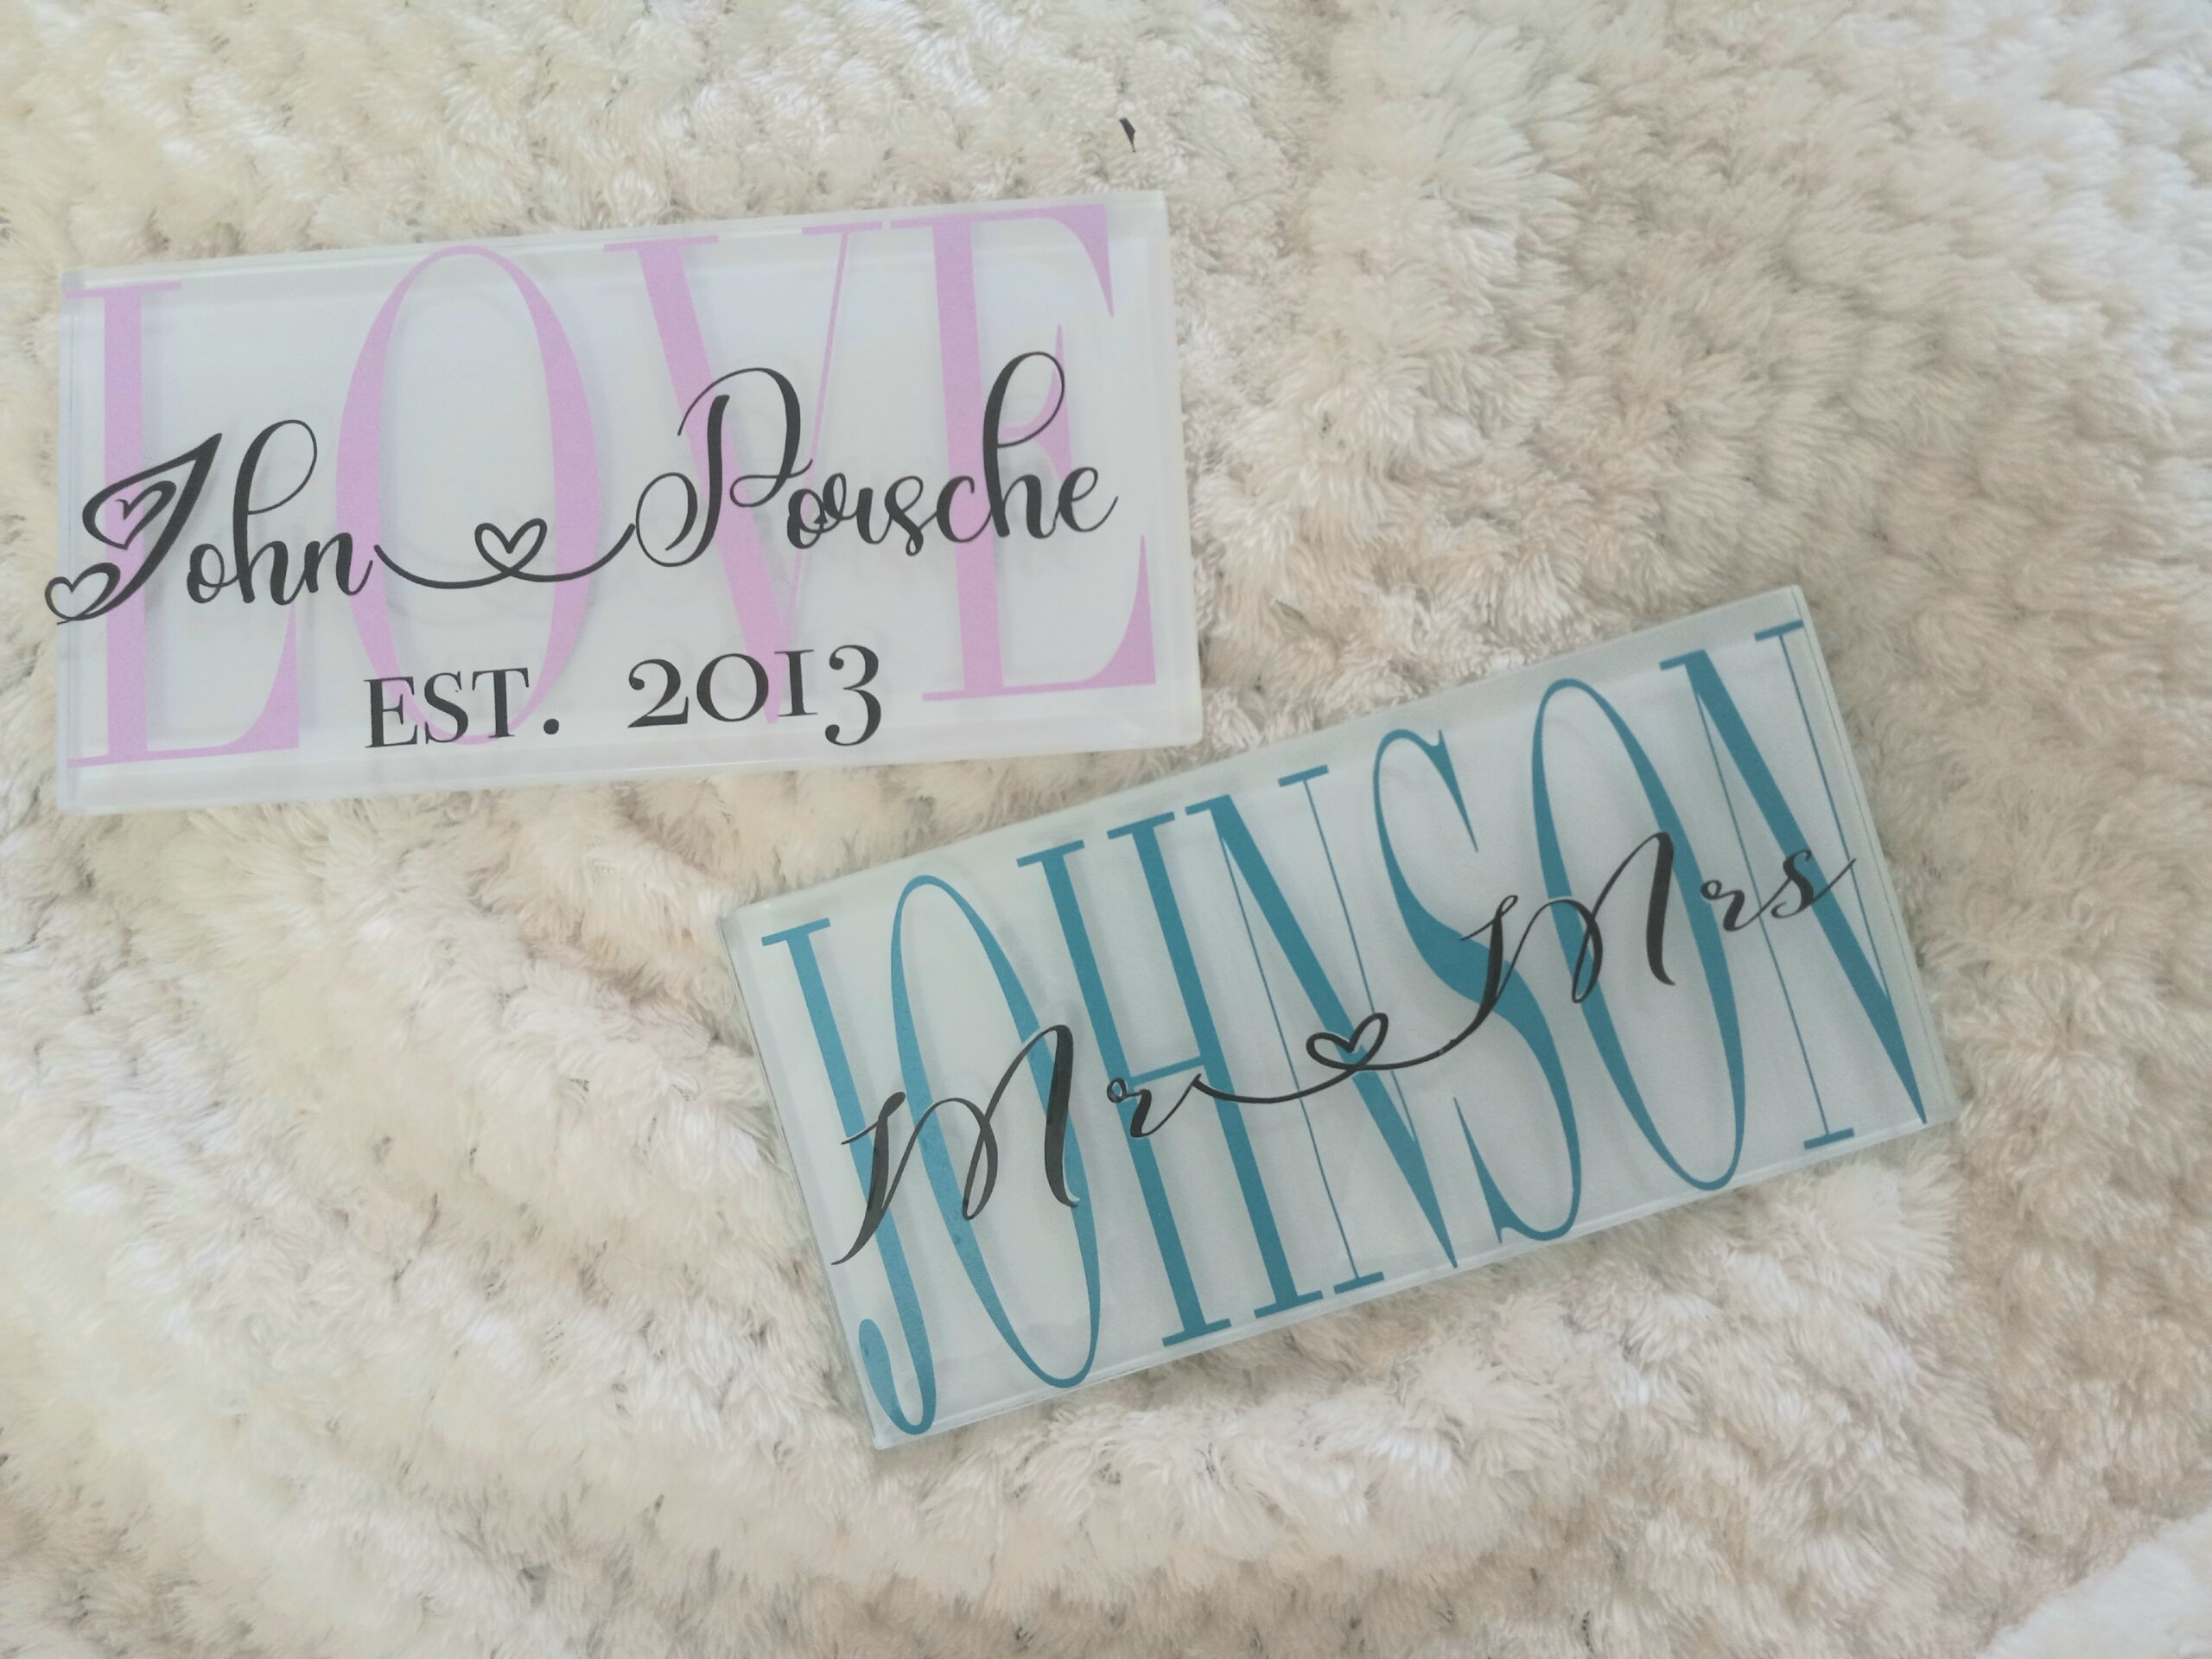 LOVE
John Porsche
EST. 2013
JOHNSON
Mr Mrs